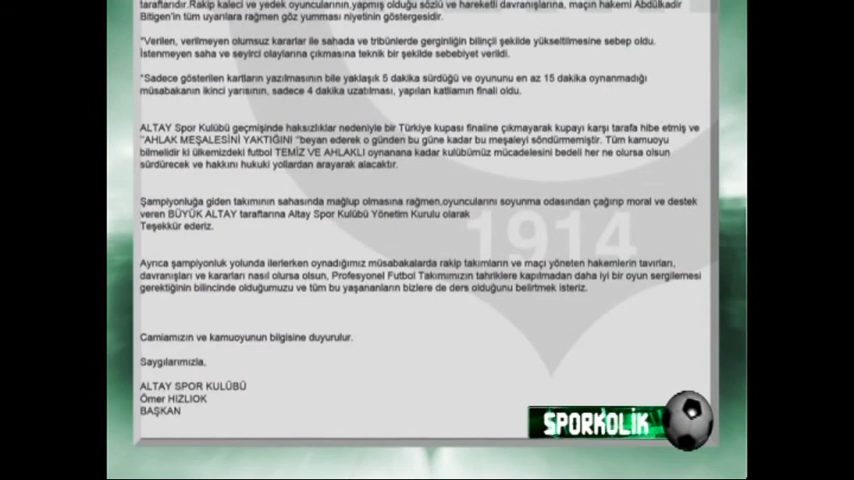 taraftarıdır.Rakip kaleci ve yedek oyuncularının,yapmış olduğu sözlü ve hareketli davranışlarına, maçın hakemi Abdülkadir
Bitigen'in tüm uyarılara rağmen göz yumması niyetinin göstergesidir.
"Verilen, verilmeyen olumsuz kararlar ile sahada ve tribünlerde gerginliğin bilinçli şekilde yükseltilmesine sebep oldu.
İstenmeyen saha ve seyirci olaylarına çıkmasına teknik bir şekilde sebebiyet verildi.
"Sadece gösterilen kartların yazılmasının bile yaklaşık 5 dakika sürdüğü ve oyununu en az 15 dakika oynanmadığı
müsabakanın ikinci yarısının, sadece 4 dakika uzatılması, yapılan katliamın finali oldu.
ALTAY Spor Kulübü geçmişinde haksızlıklar nedeniyle bir Türkiye kupası finaline çıkmayarak kupayı karşı tarafa hibe etmiş ve
"AHLAK MEŞALESİNİ YAKTIĞINI "beyan ederek o günden bu güne kadar bu meşaleyi söndürmemiştir. Tüm kamuoyu
bilmelidir ki ülkemizdeki futbol TEMİZ VE AHLAKLI oynanana kadar kulübümüz mücadelesini bedeli her ne olursa olsun
sürdürecek ve hakkını hukuki yollardan arayarak alacaktır.
Şampiyonluğa giden takımının sahasında mağlup olmasına rağmen,oyuncularını soyunma odasından çağırıp moral ve destek
veren BÜYÜK ALTAY taraftarına Altay Spor Kulübü Yönetim Kurulu olarak
Teşekkür ederiz.
1914
Ayrıca şampiyonluk yolunda ilerlerken oynadığımız müsabakalarda rakip takımların ve maçı yöneten hakemlerin tavırları,
davranışları ve kararları nasıl olursa olsun, Profesyonel Futbol Takımımızın tahriklere kapılmadan daha iyi bir oyun sergilemesi
gerektiğinin bilincinde olduğumuzu ve tüm bu yaşananların bizlere de ders olduğunu belirtmek isteriz.
Camiamızın ve kamuoyunun bilgisine duyurulur.
Saygılarımızla,
ALTAY SPOR KULÜBÜ
Ömer HIZLIOK
BAŞKAN
SPORKOLİK